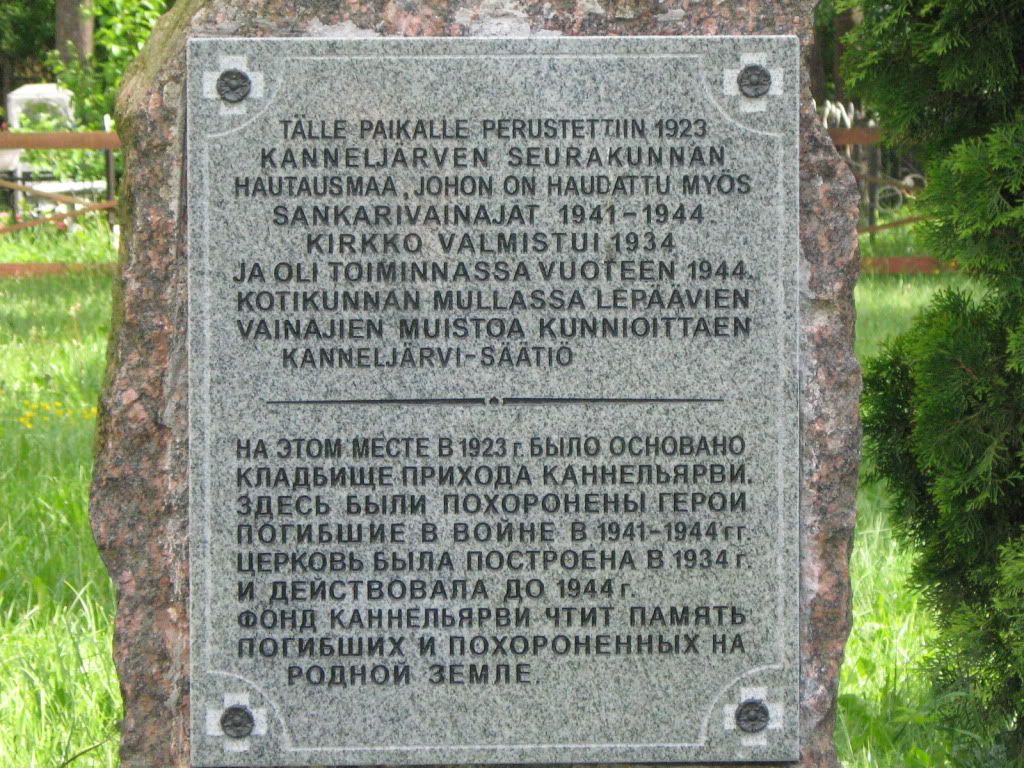 TÄLLE PAIKALLE PERUSTETTIIN 1923
KANNELJÄRVEN SEURAKUNNAN
HAUTAUSMAA, JOHON ON HAUDATTU MYÖS
SANKARIVAINAJAT 1941-1944
KIRKKO VALMISTUI 1934
JA OLI TOIMINNASSA VUOTEEN 1944.
KOTIKUNNAN MULLASSA LEPÄÄVIEN
VAINAJIEN MUISTOA KUNNIOITTAEN
KANNELJÄRVI-SÄÄTIÖ
НА ЭТОМ МЕСТЕ В 1923 г. БЫЛО ОСНОВАНО
КЛАДБИЩЕ ПРИХОДА КАННЕЛЬЯРВИ.
ЗДЕСЬ БЫЛИ ПОХОРОНЕНЫ ГЕРОИ
ПОГИБШИЕ В ВОЙНЕ В 1941-1944 гг.
ЦЕРКОВЬ БЫЛА ПОСТРОЕНА В 1934 г.
И ДЕЙСТВОВАЛА ДО 1944 г.
ФОНД КАННЕЛЬЯРВИ ЧТИТ ПАМЯТЬ
ПОГИБШИХ И ПОХОРОНЕННЫХ НА
РОДНОЙ ЗЕМЛЕ.